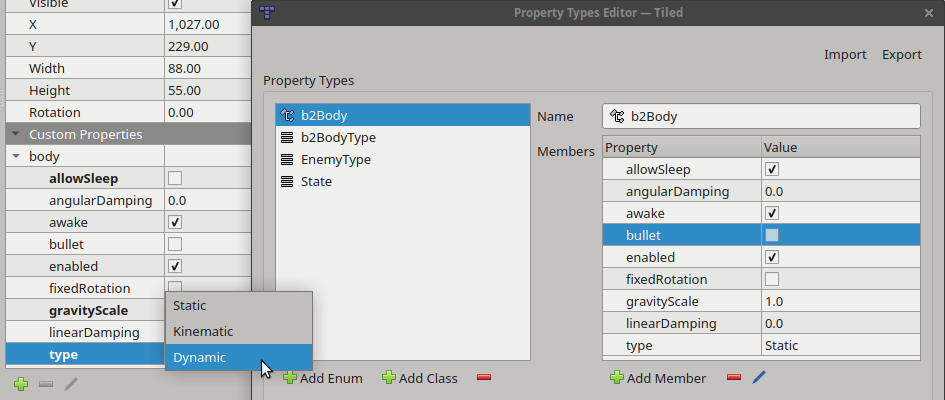 Visible
X 1,027.00
Y 229.00
Width 88.00
Height 55.00
Rotation 0.00
Custom Properties
body
allowSleep
angularDamping 0.0
awake
bullet
enabled
fixedRotation
gravityScale
linearDamping
type
Static
Kinematic
Dynamic
Property Types Editor — Tiled
Import Export
Property Types
b2Body
b2BodyType
EnemyType
State
Add Enum Add Class
Name b2Body
Members
Property Value
allowSleep
angularDamping 0.0
awake
bullet
enabled
fixedRotation
gravityScale 1.0
linearDamping 0.0
type Static
Add Member